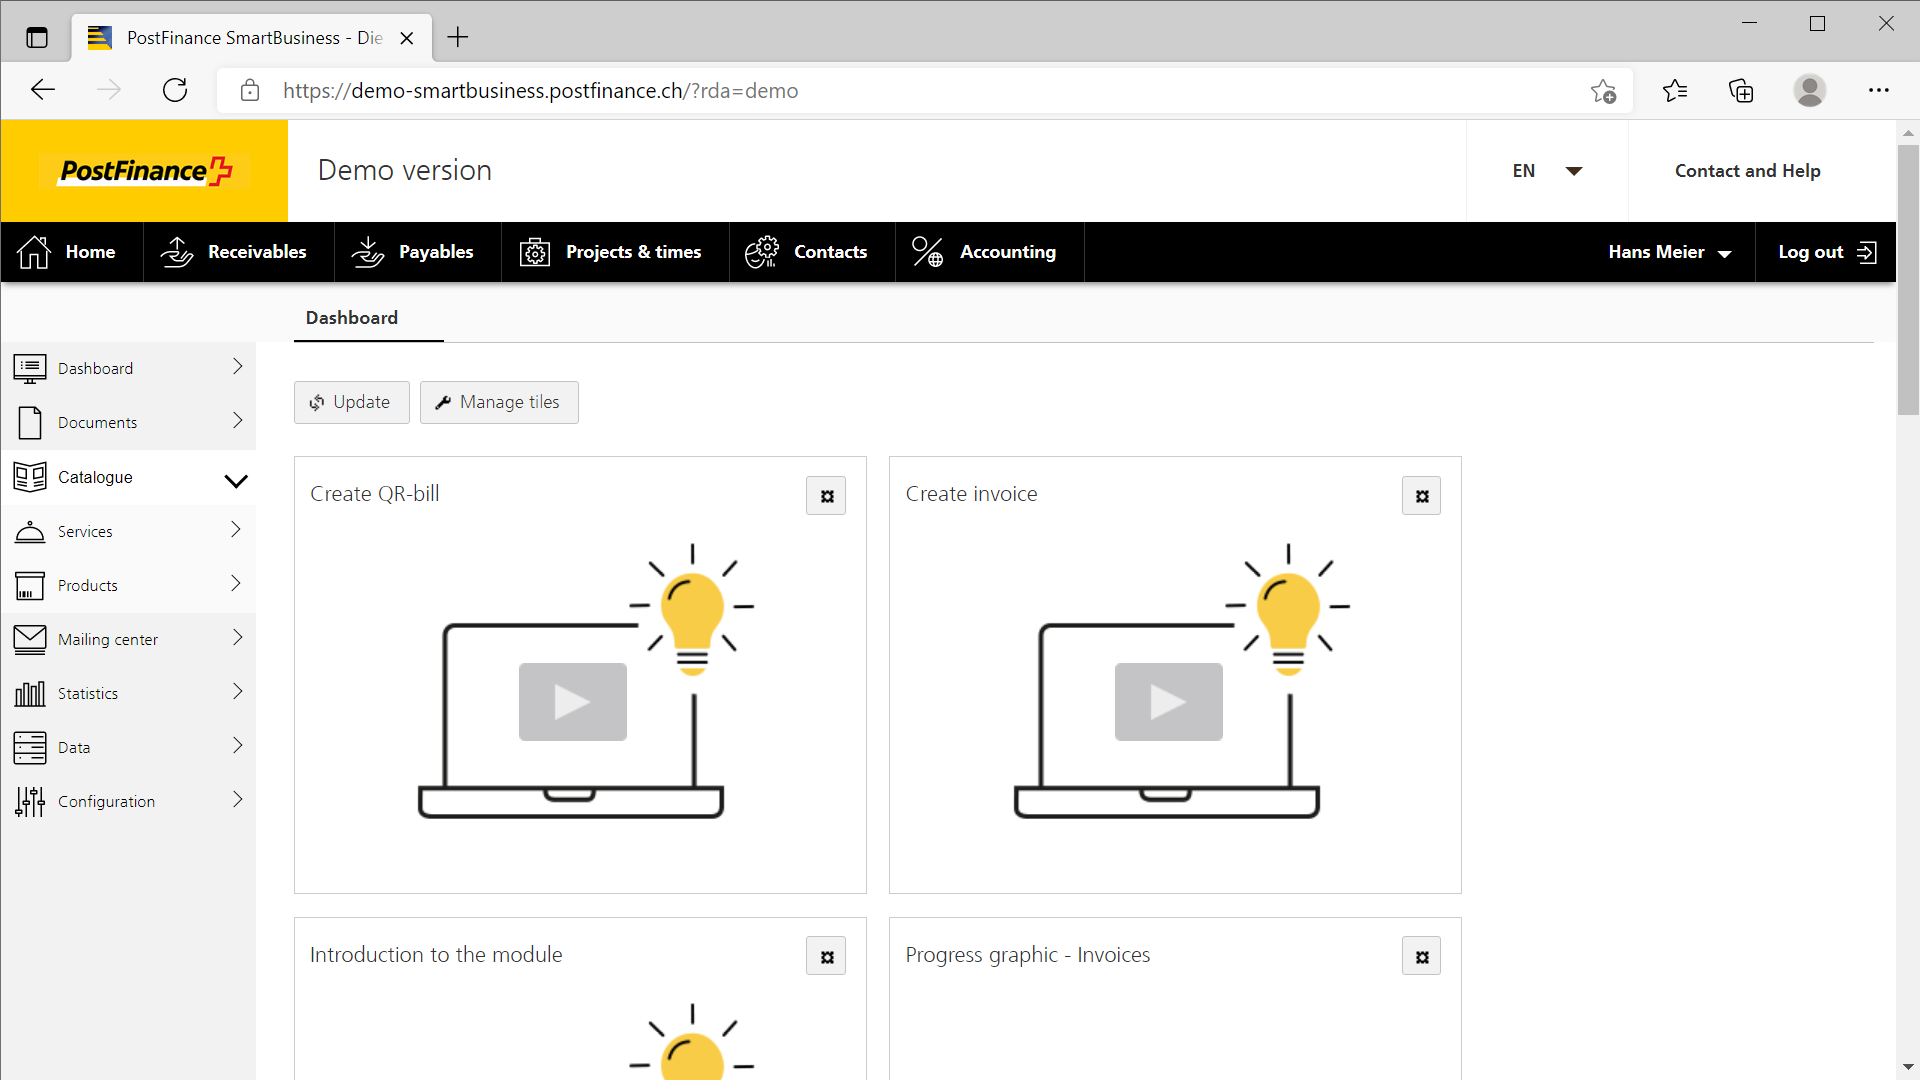 PostFinance SmartBusiness - Die
https://demo-smartbusiness.postfinance.ch/?rda=demo
PostFinance
Demo version
EN
Contact and Help
Home
Receivables
Payables
Projects & times
Contacts
Accounting
Hans Meier
Log out
Dashboard
Dashboard
Documents
Catalogue
Services
Products
Mailing center
Statistics
Data
Configuration
Update
Manage tiles
Create QR-bill
Create invoice
Introduction to the module
Progress graphic - Invoices